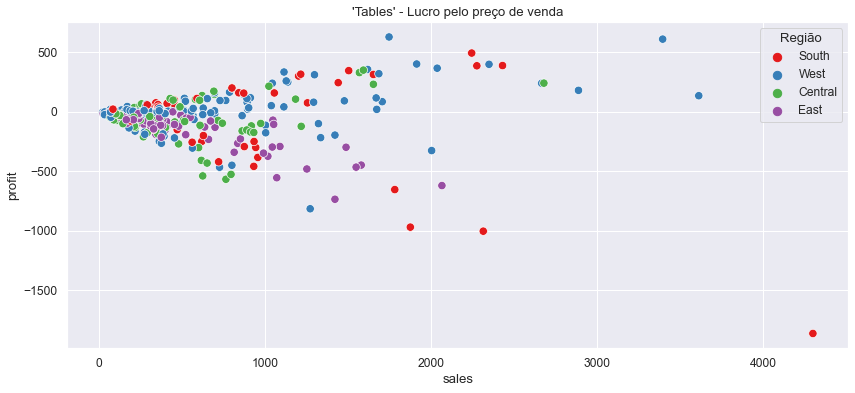 'Tables' - Lucro pelo preço de venda
Região
South
West
Central
East
500
0
−500
−1000
−1500
profit
0
1000
2000
3000
4000
sales